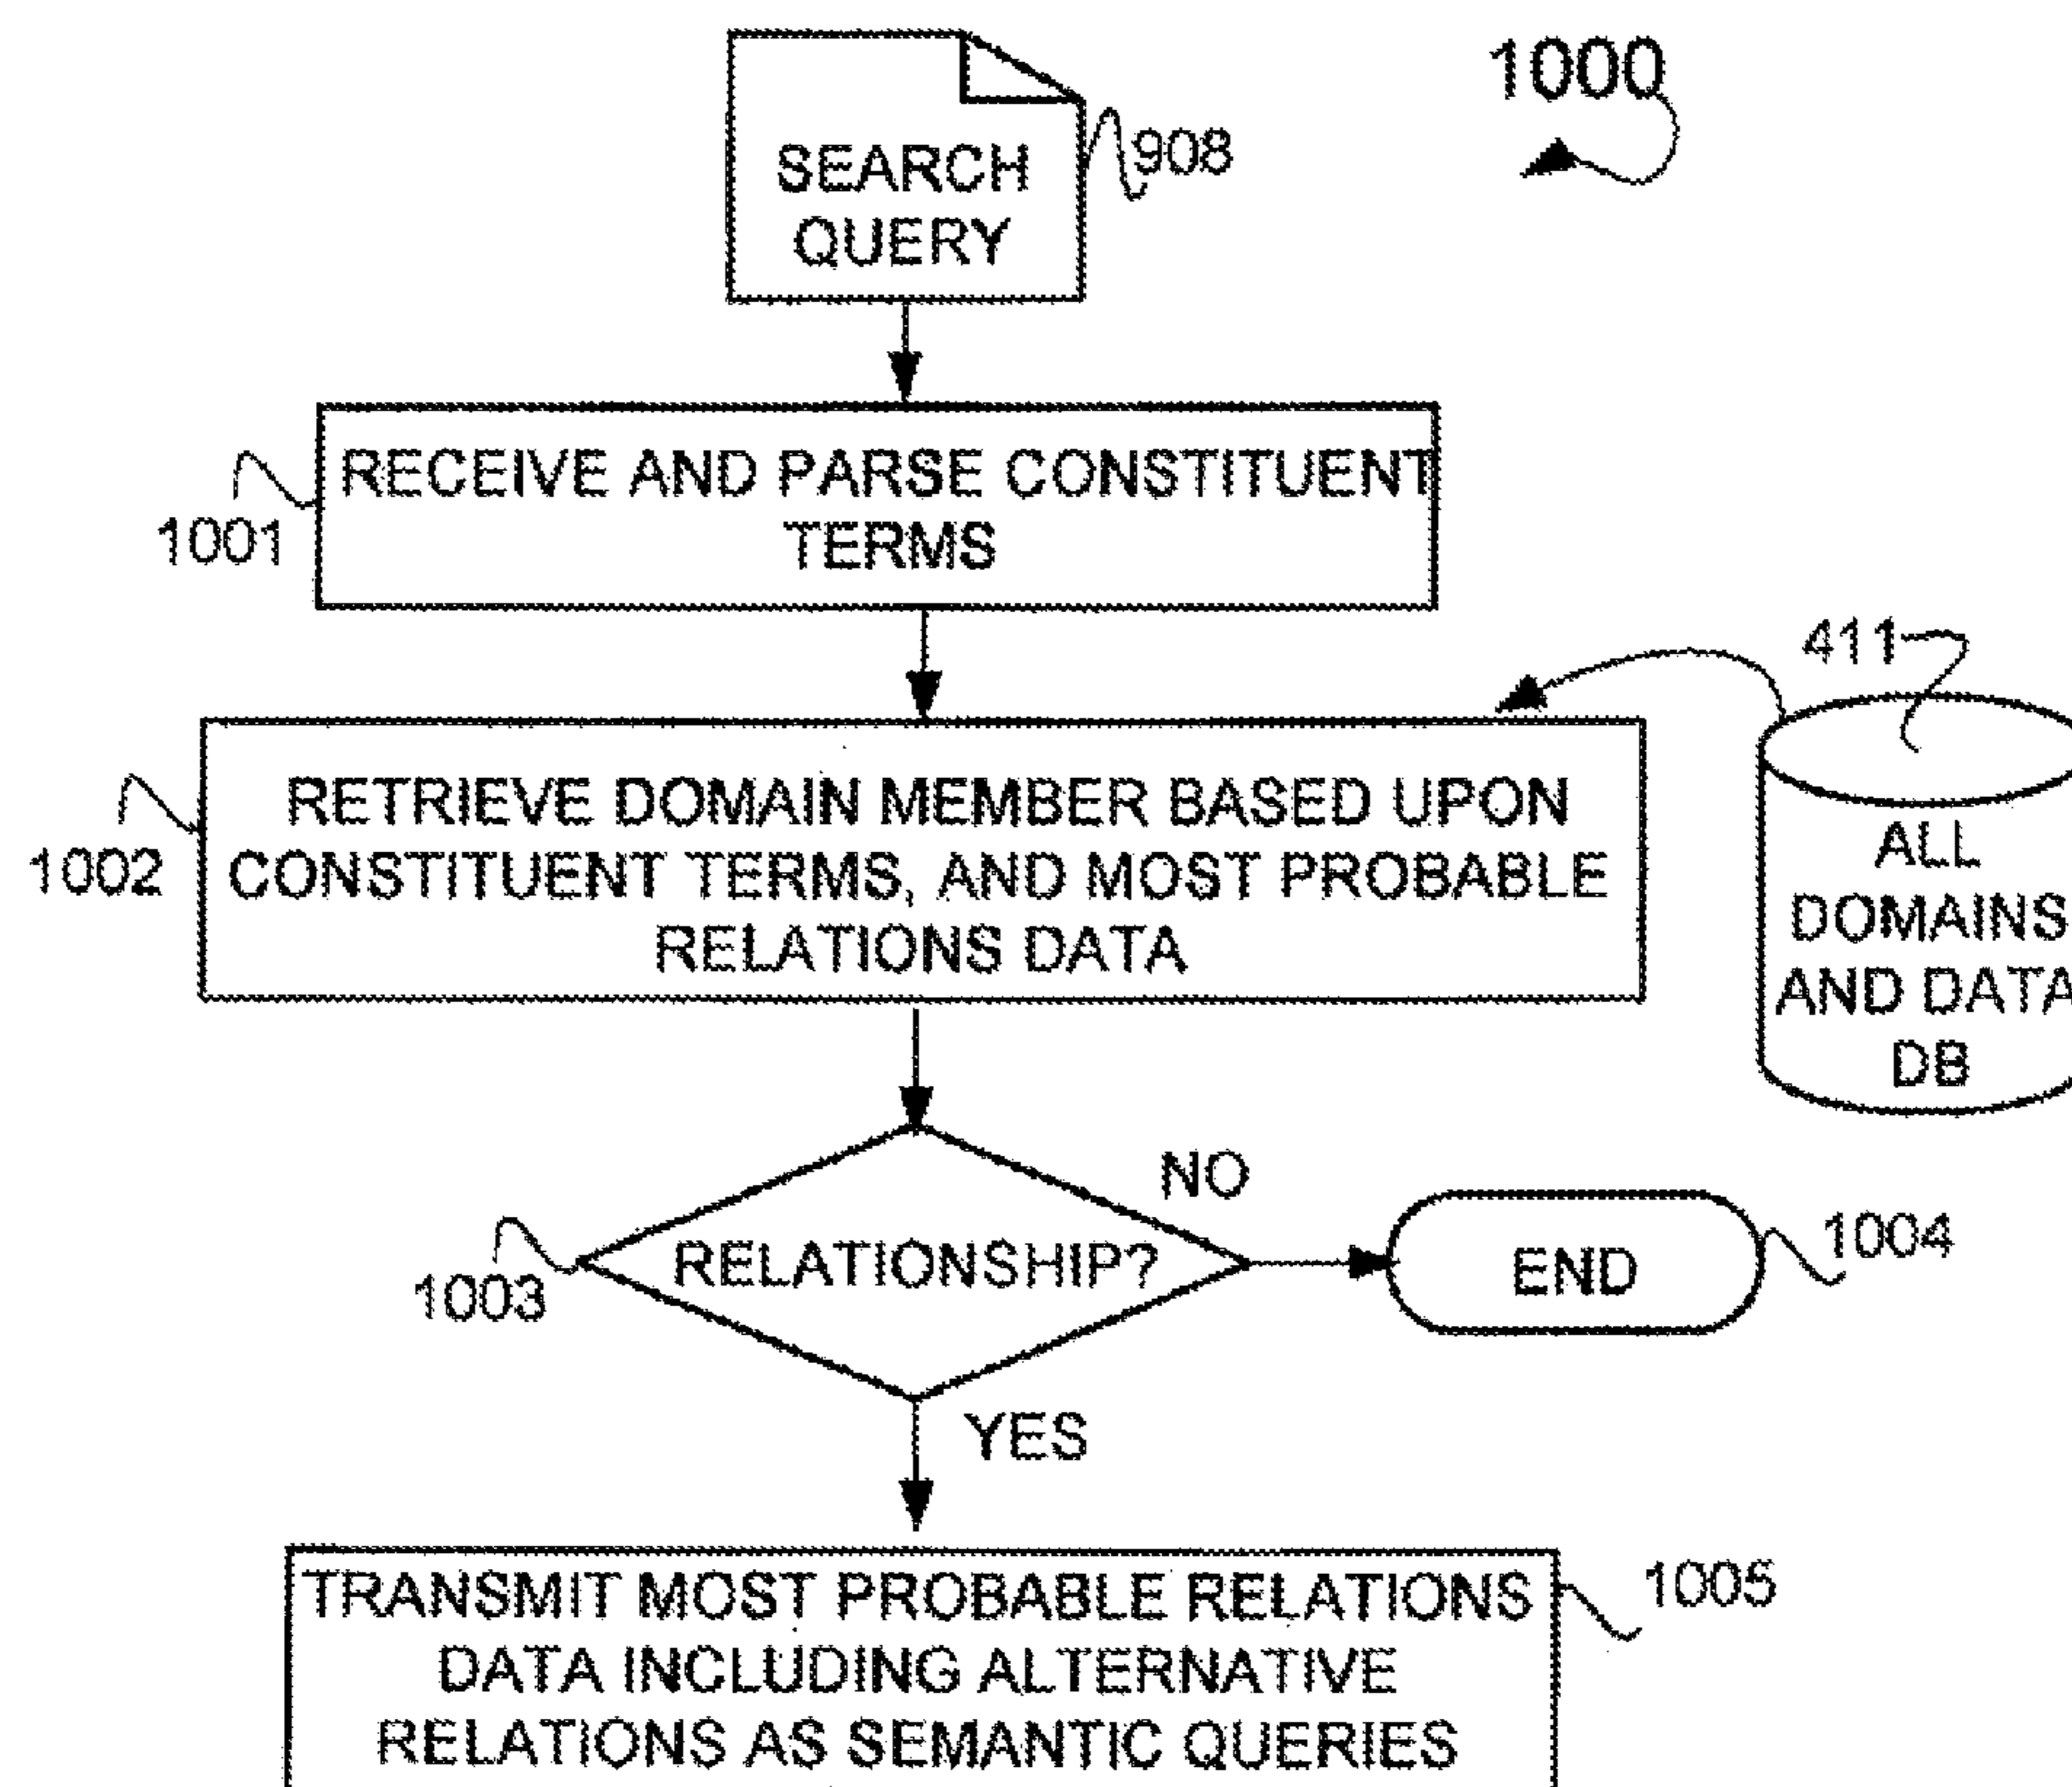 1000
SEARCH
QUERY
908
RECEIVE AND PARSE CONSTITUENT
TERMS
1001
411
RETRIEVE DOMAIN MEMBER BASED UPON
CONSTITUENT TERMS, AND MOST PROBABLE
RELATIONS DATA
1002
ALL
DOMAINS
AND DATA
DB
NO
RELATIONSHIP?
1003
END
1004
YES
TRANSMIT MOST PROBABLE RELATIONS
DATA INCLUDING ALTERNATIVE
RELATIONS AS SEMANTIC QUERIES
1005